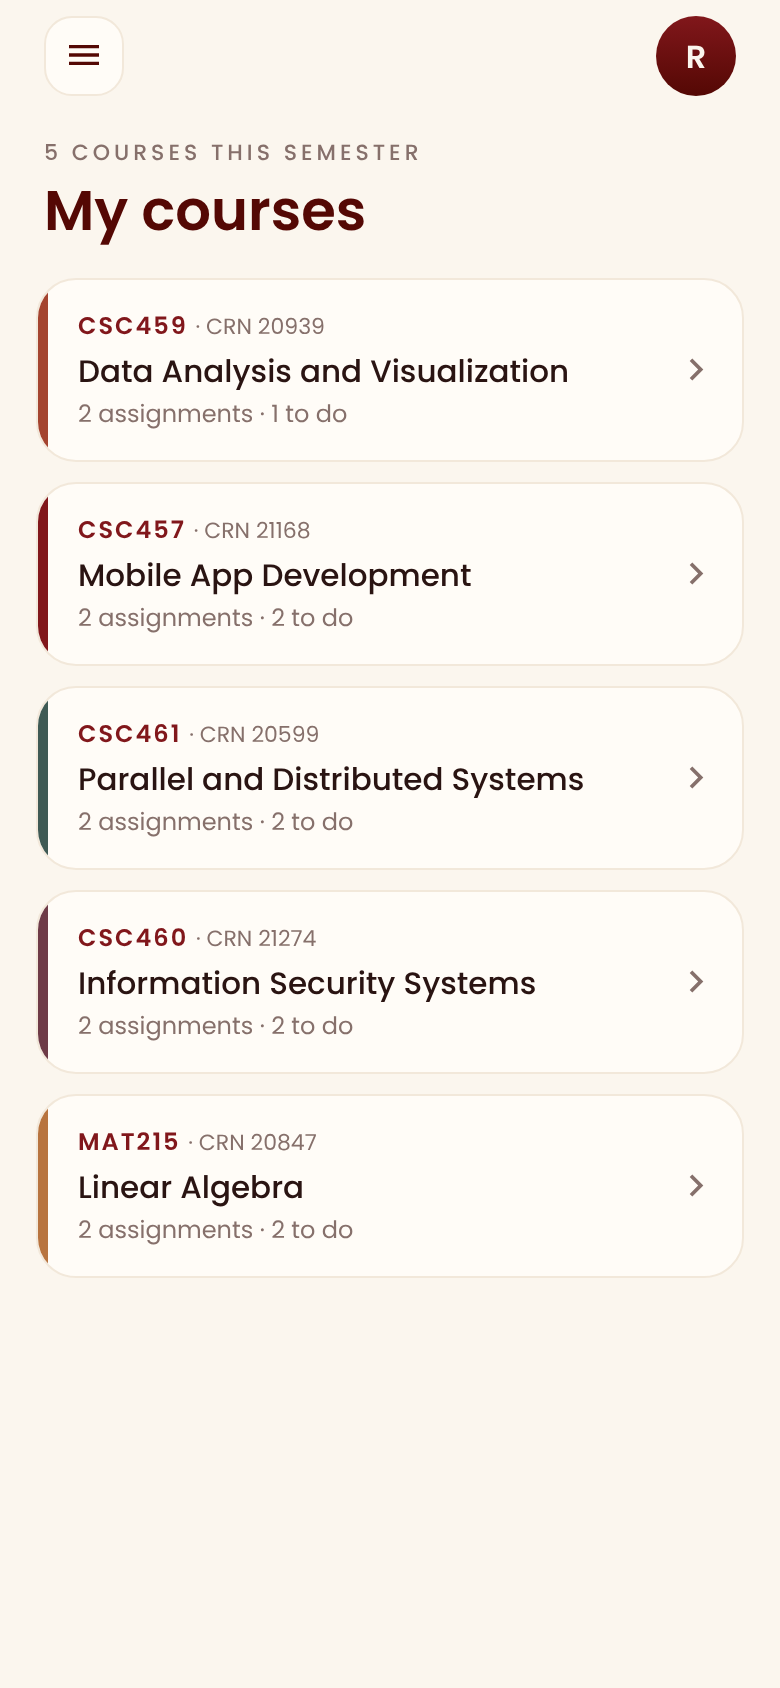 R
5 COURSES THIS SEMESTER
My courses
CSC459 · CRN 20939
Data Analysis and Visualization
2 assignments · 1 to do
CSC457 · CRN 21168
Mobile App Development
2 assignments · 2 to do
CSC461 · CRN 20599
Parallel and Distributed Systems
2 assignments · 2 to do
CSC460 · CRN 21274
Information Security Systems
2 assignments · 2 to do
MAT215 · CRN 20847
Linear Algebra
2 assignments · 2 to do